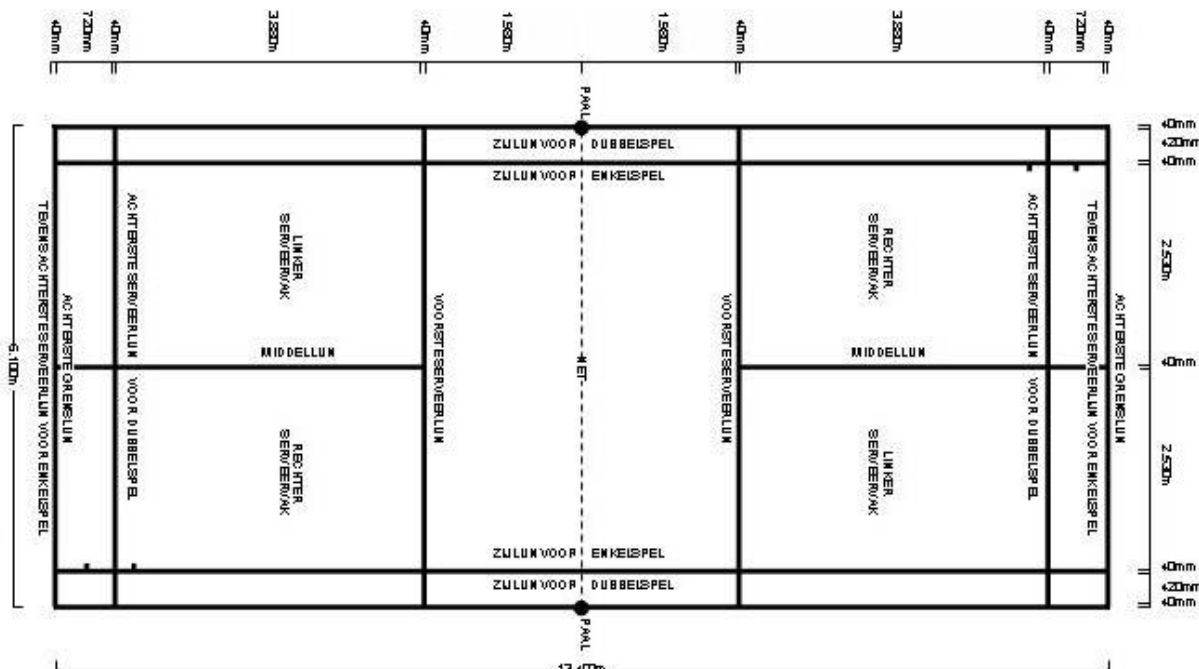 40mm
720mm
40mm
3.880m
40mm
1.980m
1.980m
40mm
3.880m
40mm
720mm
40mm
PAAL
ZIJLIJN VOOR DUBBELSPEL
ZIJLIJN VOOR ENKELSPEL
40mm
420mm
40mm
2.530m
40mm
2.530m
40mm
420mm
40mm
6.100m
TEVENS ACHTERSTE SERVEERLIJN VOOR ENKELSPEL
ACHTERSTE GRENSLIJN
ACHTERSTE SERVEERLIJN VOOR DUBBELSPEL
LINKER
SERVEERVAK
MIDDELLIJN
RECHTER
SERVEERVAK
VOORSTE SERVEERLIJN
NET
VOORSTE SERVEERLIJN
RECHTER
SERVEERVAK
MIDDELLIJN
LINKER
SERVEERVAK
ACHTERSTE SERVEERLIJN VOOR DUBBELSPEL
TEVENS ACHTERSTE SERVEERLIJN VOOR ENKELSPEL
ACHTERSTE GRENSLIJN
ZIJLIJN VOOR ENKELSPEL
ZIJLIJN VOOR DUBBELSPEL
PAAL